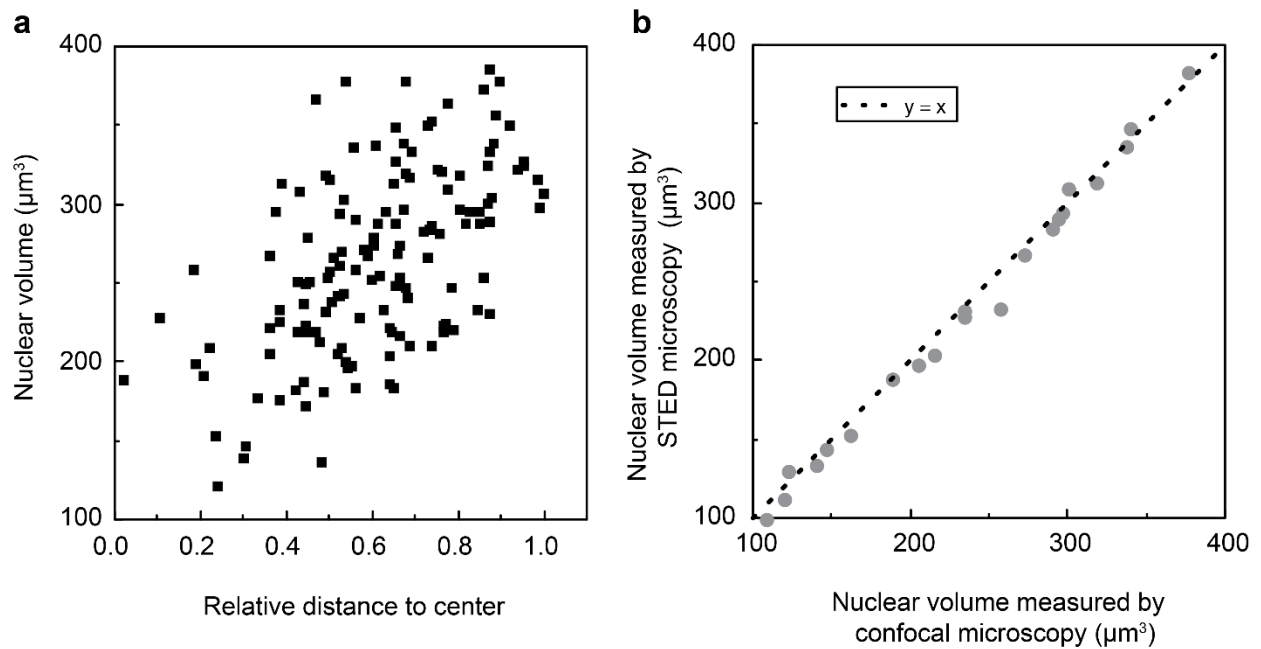 a
400
300
200
100
Nuclear volume (µm³)
0.0 0.2 0.4 0.6 0.8 1.0
Relative distance to center
b
400
300
200
100
Nuclear volume measured by
STED microscopy (µm³)
y = x
100 200 300 400
Nuclear volume measured by
confocal microscopy (µm³)